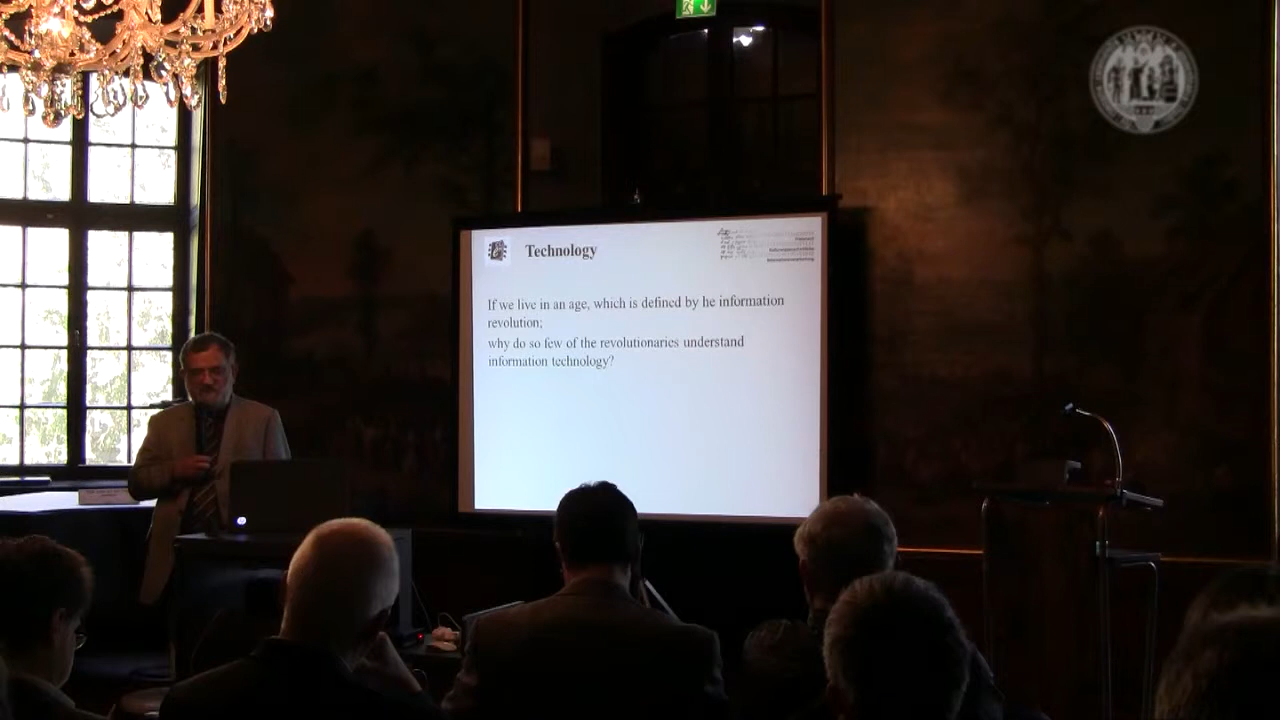 Technology
If we live in an age, which is defined by he information
revolution;
why do so few of the revolutionaries understand
information technology?